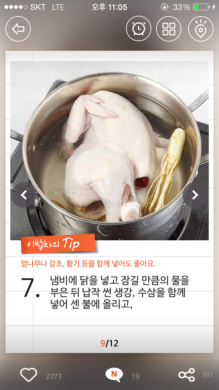 SKT LTE 오후 11:05 33%
이밥차의 Tip
엄나무나 감초, 황기 등을 함께 넣어도 좋아요.
7. 냄비에 닭을 넣고 잠길 만큼의 물을
부은 뒤 납작 썬 생강, 수삼을 함께
넣어 센 불에 올리고,
9/12
2373 N 19 398